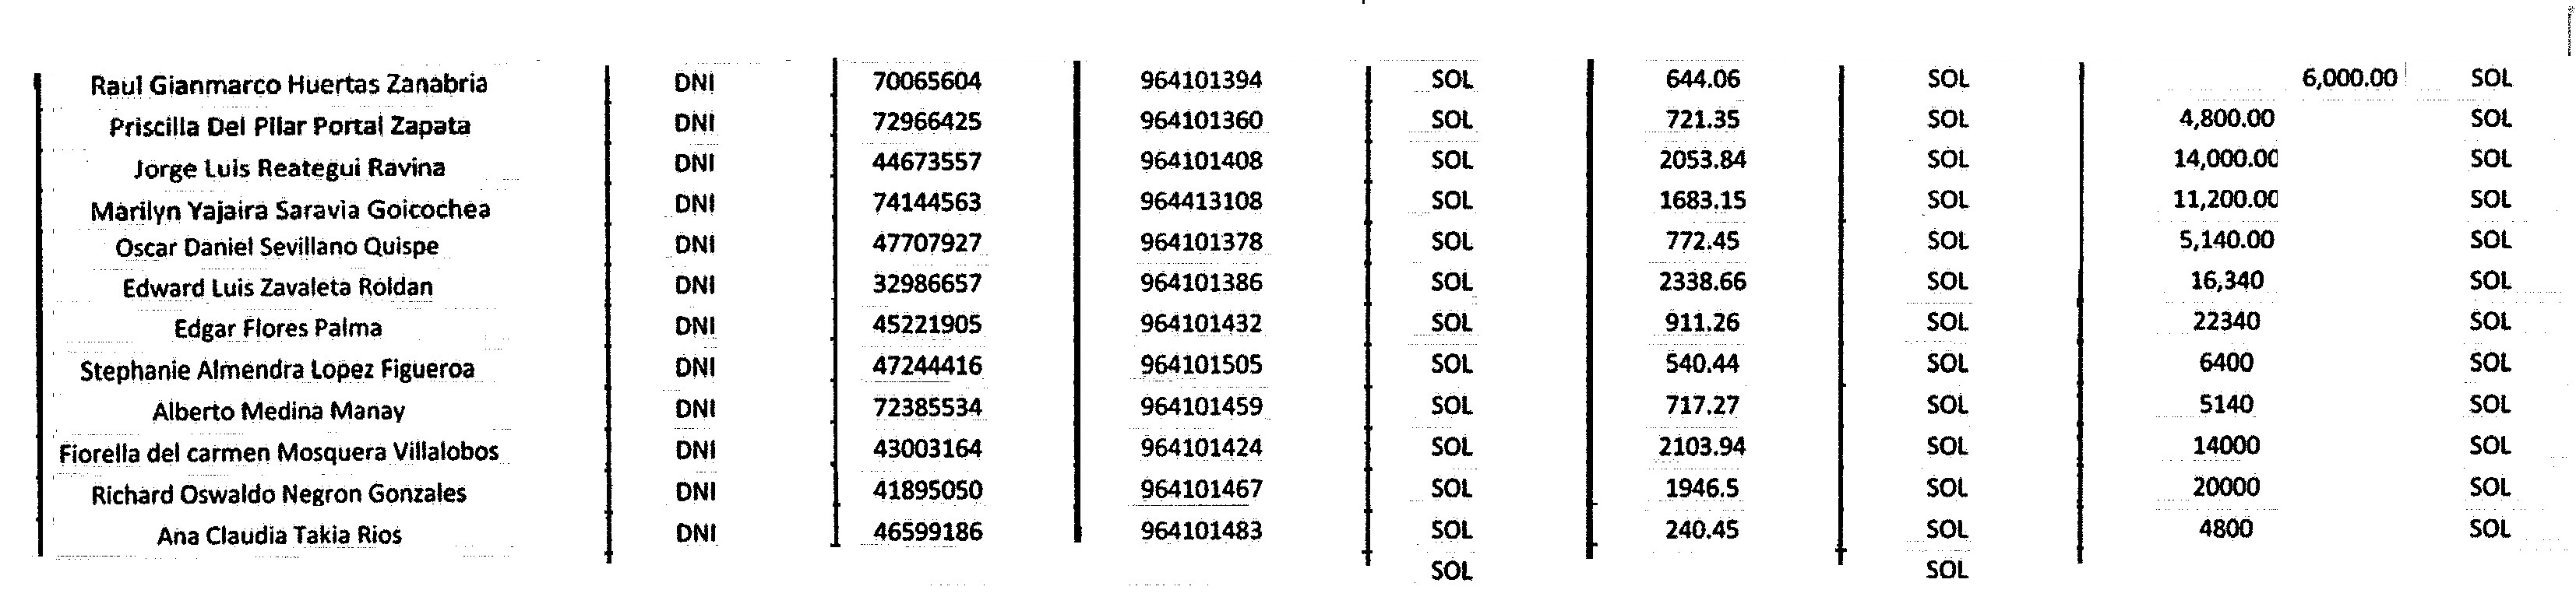 Raul Gianmarco Huertas Zanabria DNI 70065604 964101394 SOL 644.06 SOL 6,000.00 SOL
Priscilla Del Pilar Portal Zapata DNI 72966425 964101360 SOL 721.35 SOL 4,800.00 SOL
Jorge Luis Reategui Ravina DNI 44673557 964101408 SOL 2053.84 SOL 14,000.00 SOL
Marilyn Yajaira Saravia Goicochea DNI 74144563 964413108 SOL 1683.15 SOL 11,200.00 SOL
Oscar Daniel Sevillano Quispe DNI 47707927 964101378 SOL 772.45 SOL 5,140.00 SOL
Edward Luis Zavaleta Roldan DNI 32986657 964101386 SOL 2338.66 SOL 16,340 SOL
Edgar Flores Palma DNI 45221905 964101432 SOL 911.26 SOL 22340 SOL
Stephanie Almendra Lopez Figueroa DNI 47244416 964101505 SOL 540.44 SOL 6400 SOL
Alberto Medina Manay DNI 72385534 964101459 SOL 717.27 SOL 5140 SOL
Fiorella del carmen Mosquera Villalobos DNI 43003164 964101424 SOL 2103.94 SOL 14000 SOL
Richard Oswaldo Negron Gonzales DNI 41895050 964101467 SOL 1946.5 SOL 20000 SOL
Ana Claudia Takia Rios DNI 46599186 964101483 SOL 240.45 SOL 4800 SOL
SOL SOL